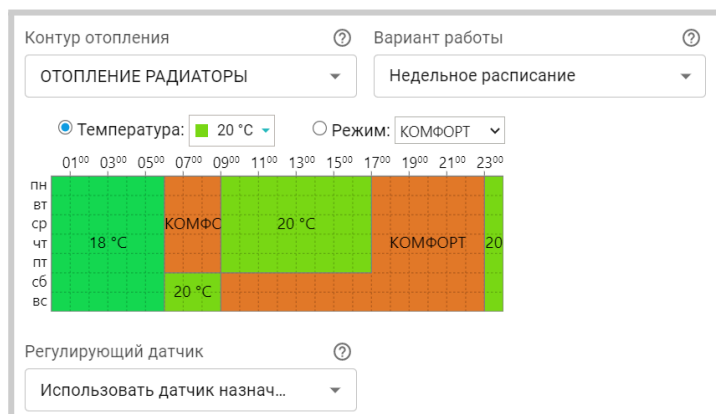 Контур отопления ? Вариант работы ?
ОТОПЛЕНИЕ РАДИАТОРЫ Недельное расписание
Температура: 20 °C Режим: КОМФОРТ
01⁰⁰ 03⁰⁰ 05⁰⁰ 07⁰⁰ 09⁰⁰ 11⁰⁰ 13⁰⁰ 15⁰⁰ 17⁰⁰ 19⁰⁰ 21⁰⁰ 23⁰⁰
пн
вт
ср КОМФС 20 °C
чт 18 °C КОМФОРТ 20
пт
сб 20 °C
вс
Регулирующий датчик ?
Использовать датчик назнач...